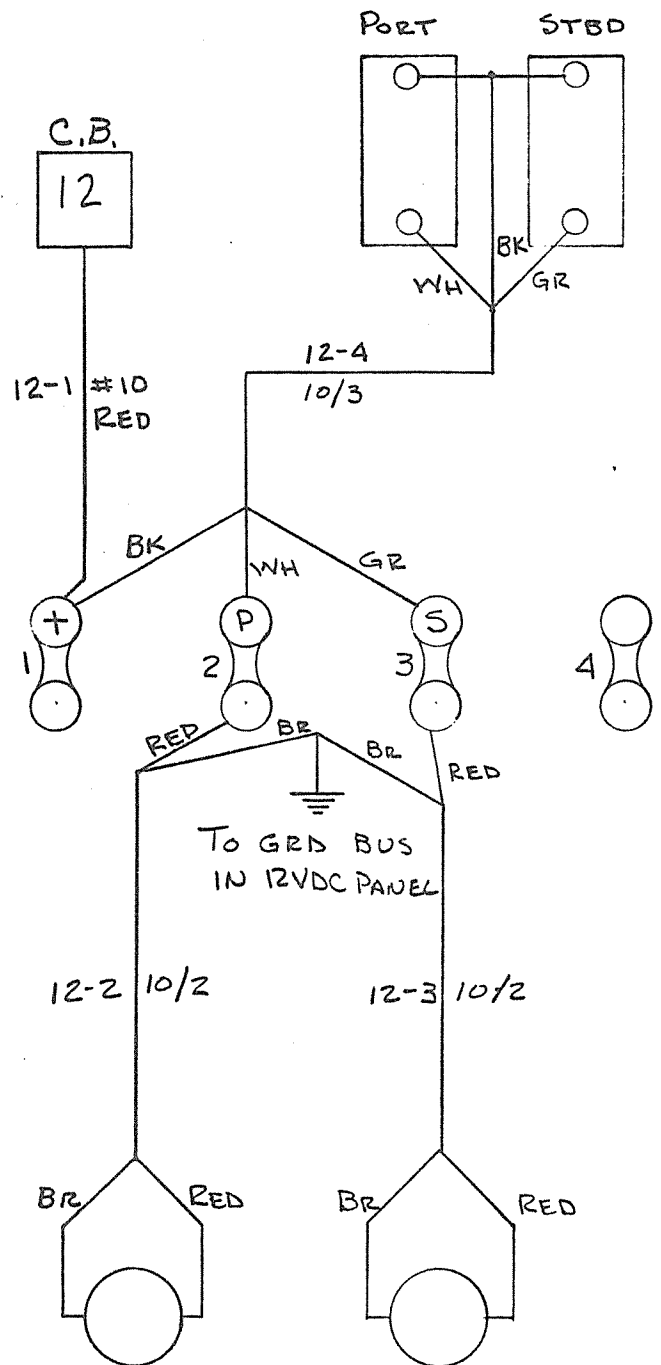 PORT
STBD
C.B.
12
BK
WH
GR
12-4
10/3
12-1 #10
RED
BK
WH
GR
+
P
S
1
2
3
4
RED
BR
BR
RED
TO GRD BUS
IN 12VDC PANEL
12-2 10/2
12-3 10/2
BR
RED
BR
RED